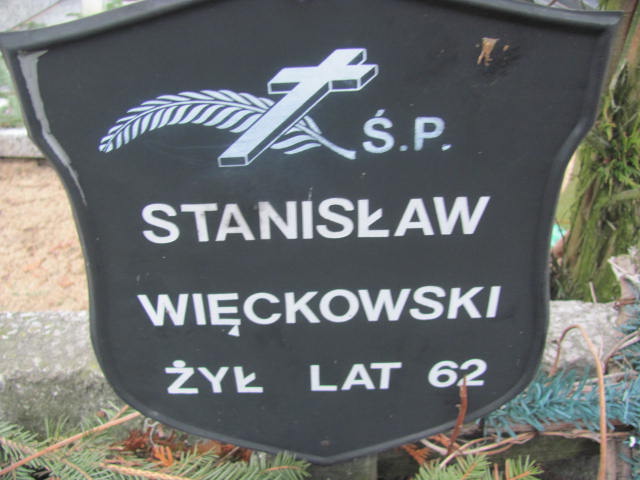 Ś.P.
STANISŁAW
WIĘCKOWSKI
ŻYŁ LAT 62